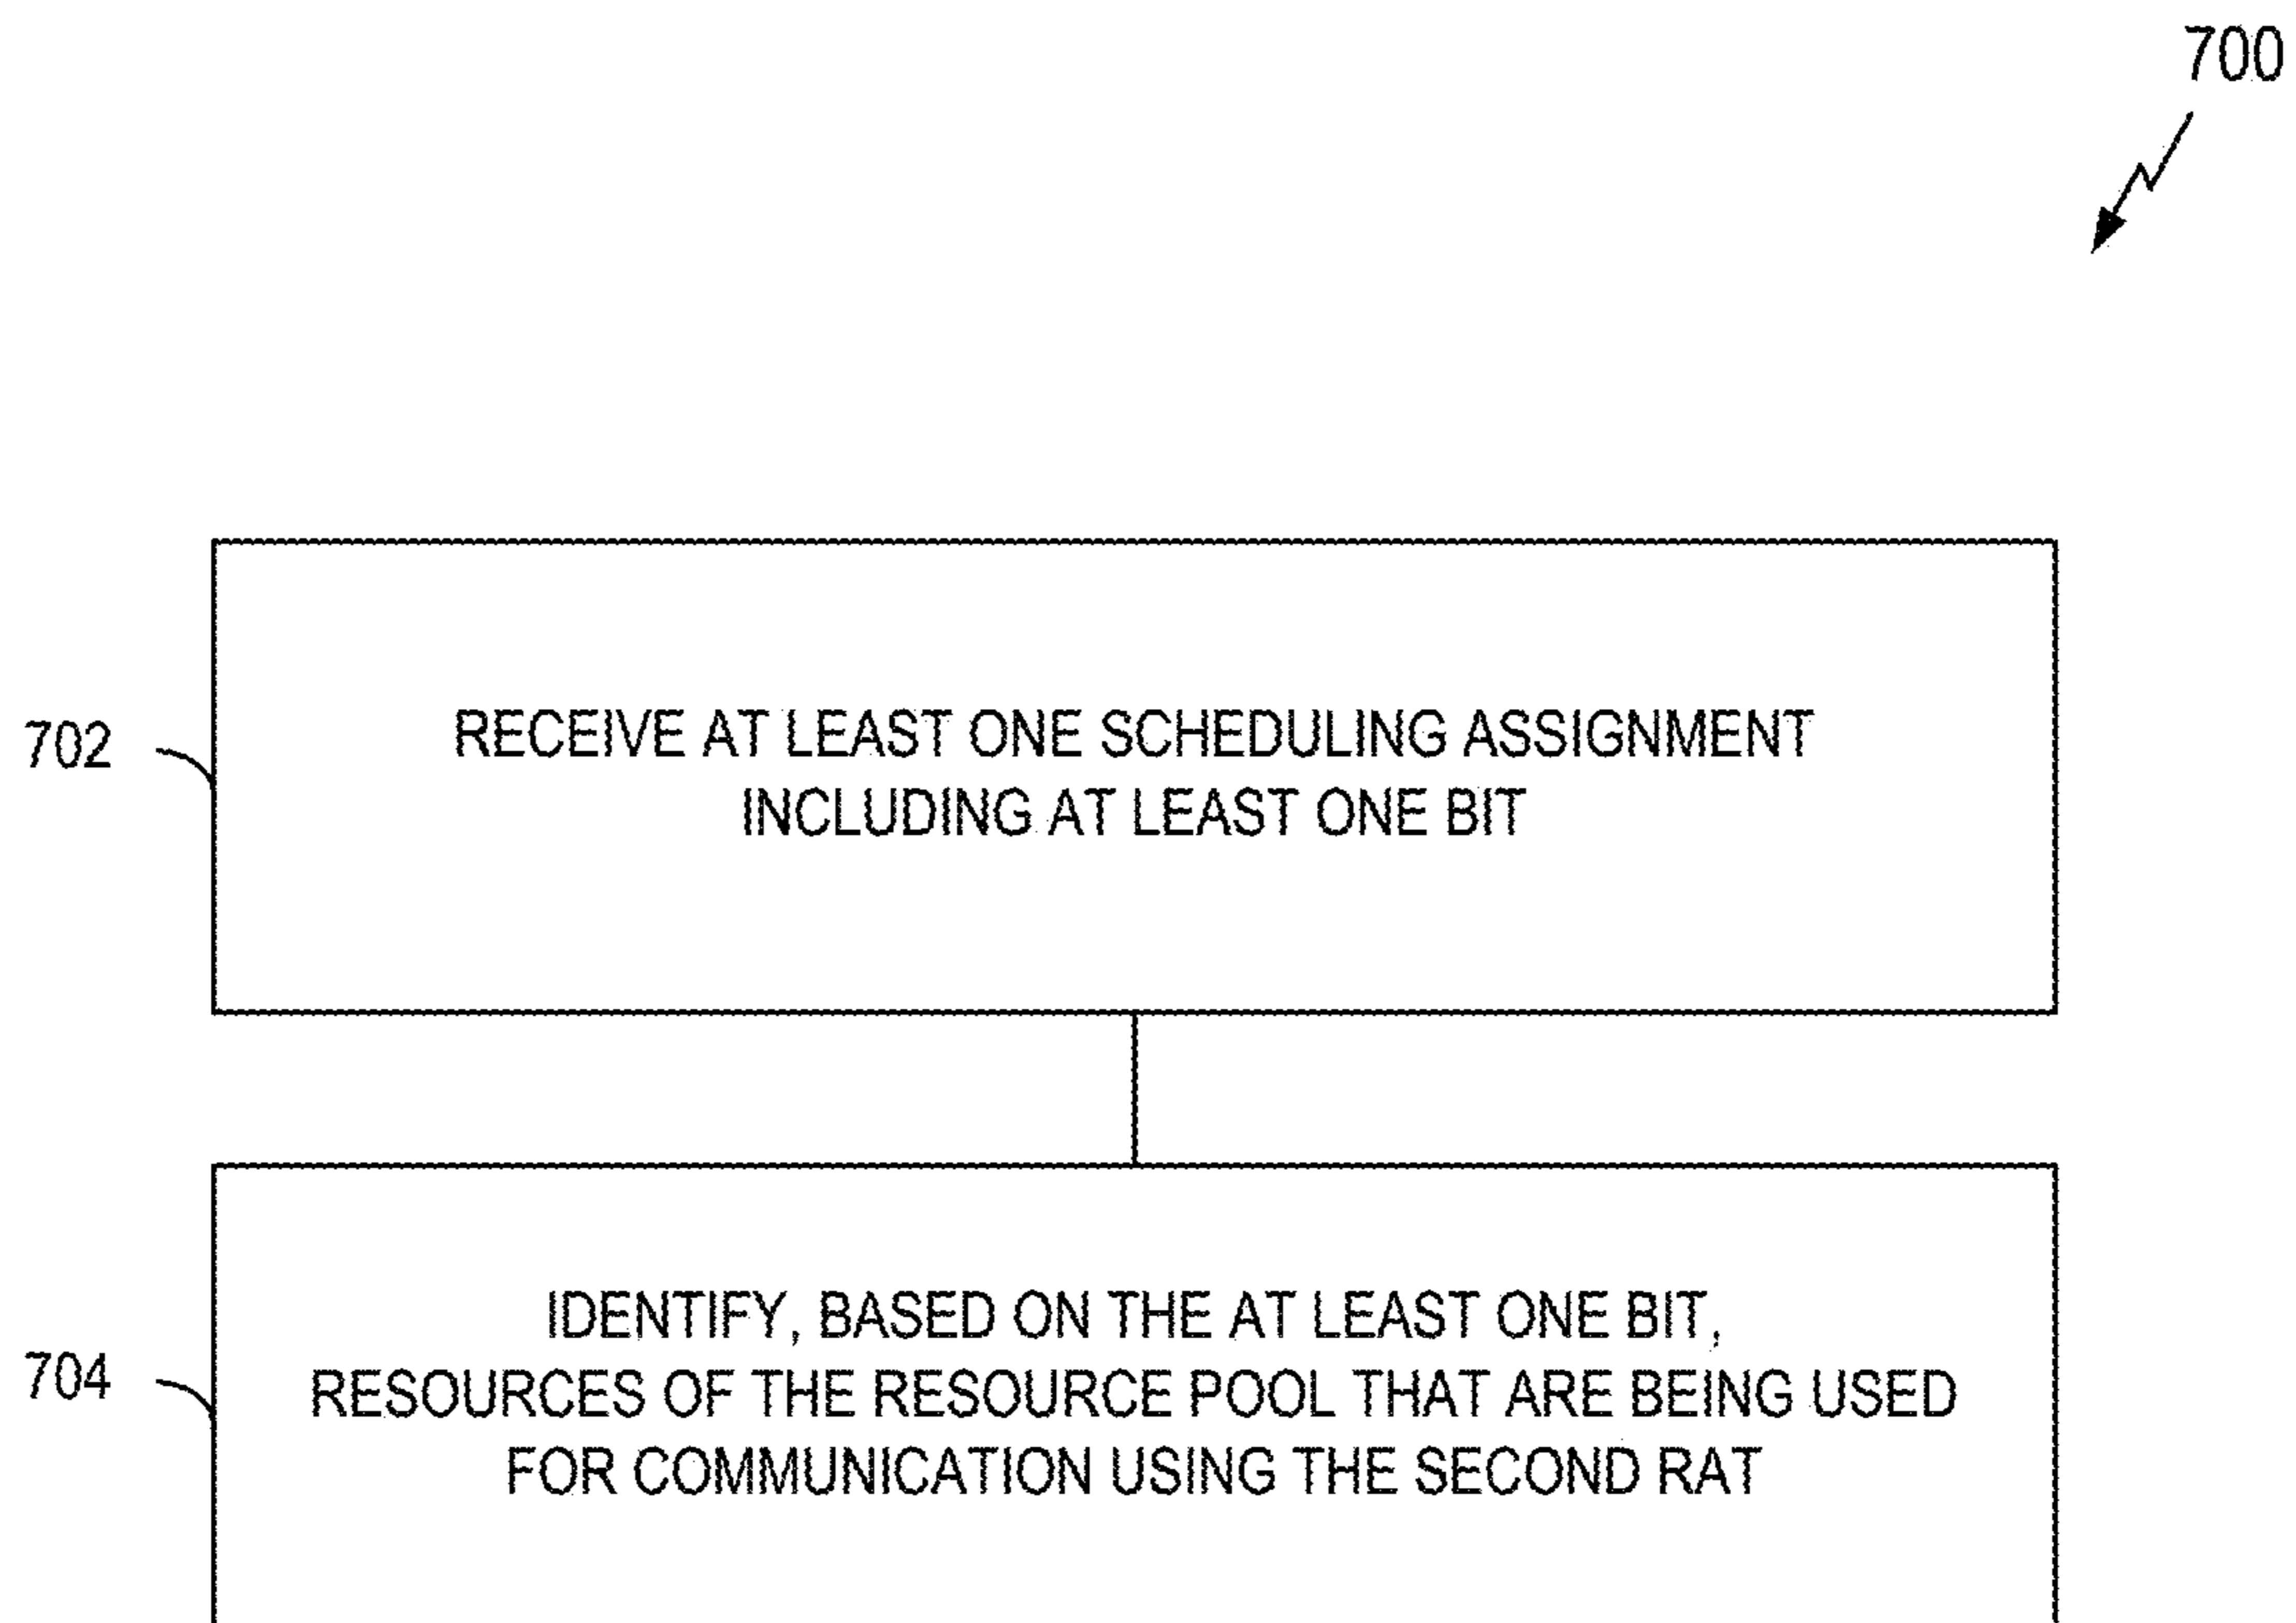 700
702
RECEIVE AT LEAST ONE SCHEDULING ASSIGNMENT
INCLUDING AT LEAST ONE BIT
704
IDENTIFY, BASED ON THE AT LEAST ONE BIT,
RESOURCES OF THE RESOURCE POOL THAT ARE BEING USED
FOR COMMUNICATION USING THE SECOND RAT